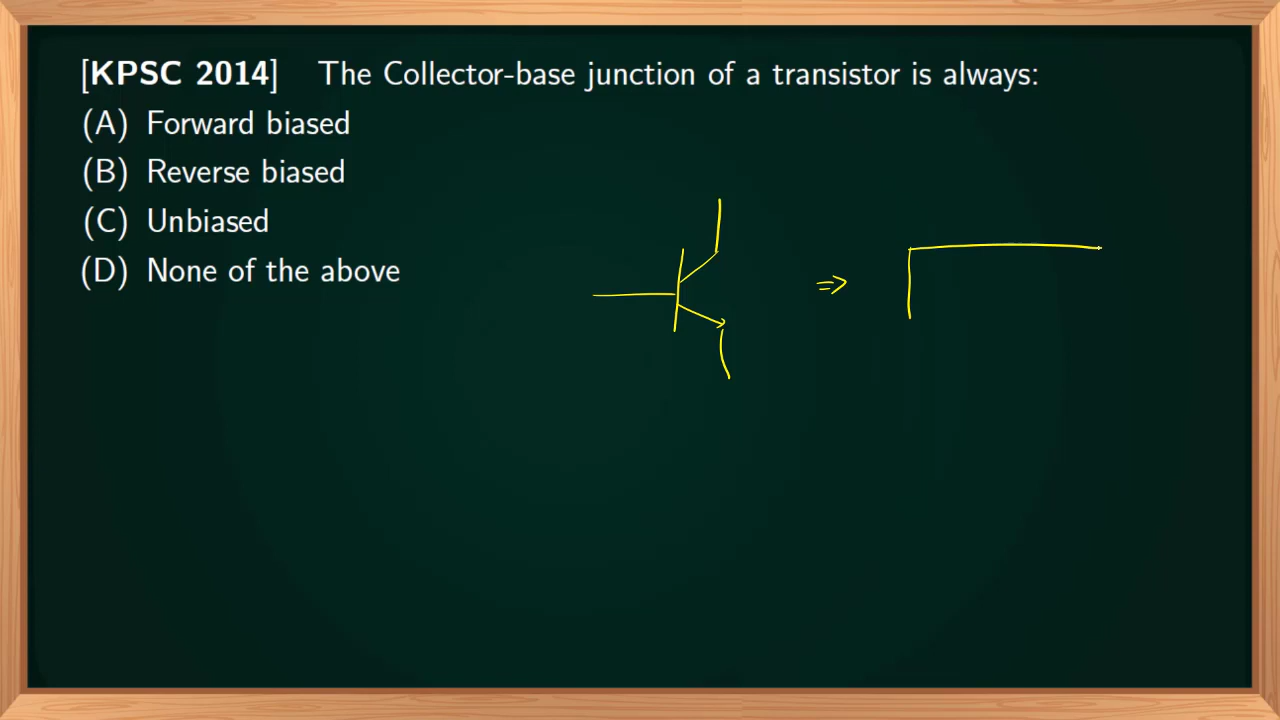 [KPSC 2014] The Collector-base junction of a transistor is always:
(A) Forward biased
(B) Reverse biased
(C) Unbiased
(D) None of the above